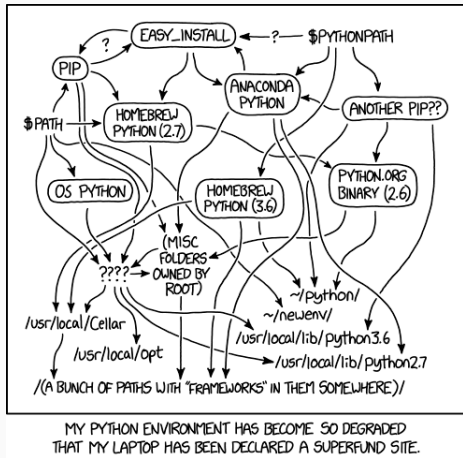 EASY_INSTALL
?
?
$PYTHONPATH
PIP
ANACONDA
PYTHON
HOMEBREW
PYTHON (2.7)
ANOTHER PIP??
$PATH
OS PYTHON
HOMEBREW
PYTHON (3.6)
PYTHON.ORG
BINARY (2.6)
(MISC
FOLDERS
OWNED BY
ROOT)
????
~/python/
~/newenv/
/usr/local/Cellar
/usr/local/opt
/usr/local/lib/python3.6
/usr/local/lib/python2.7
/(A BUNCH OF PATHS WITH "FRAMEWORKS" IN THEM SOMEWHERE)/
MY PYTHON ENVIRONMENT HAS BECOME SO DEGRADED
THAT MY LAPTOP HAS BEEN DECLARED A SUPERFUND SITE.